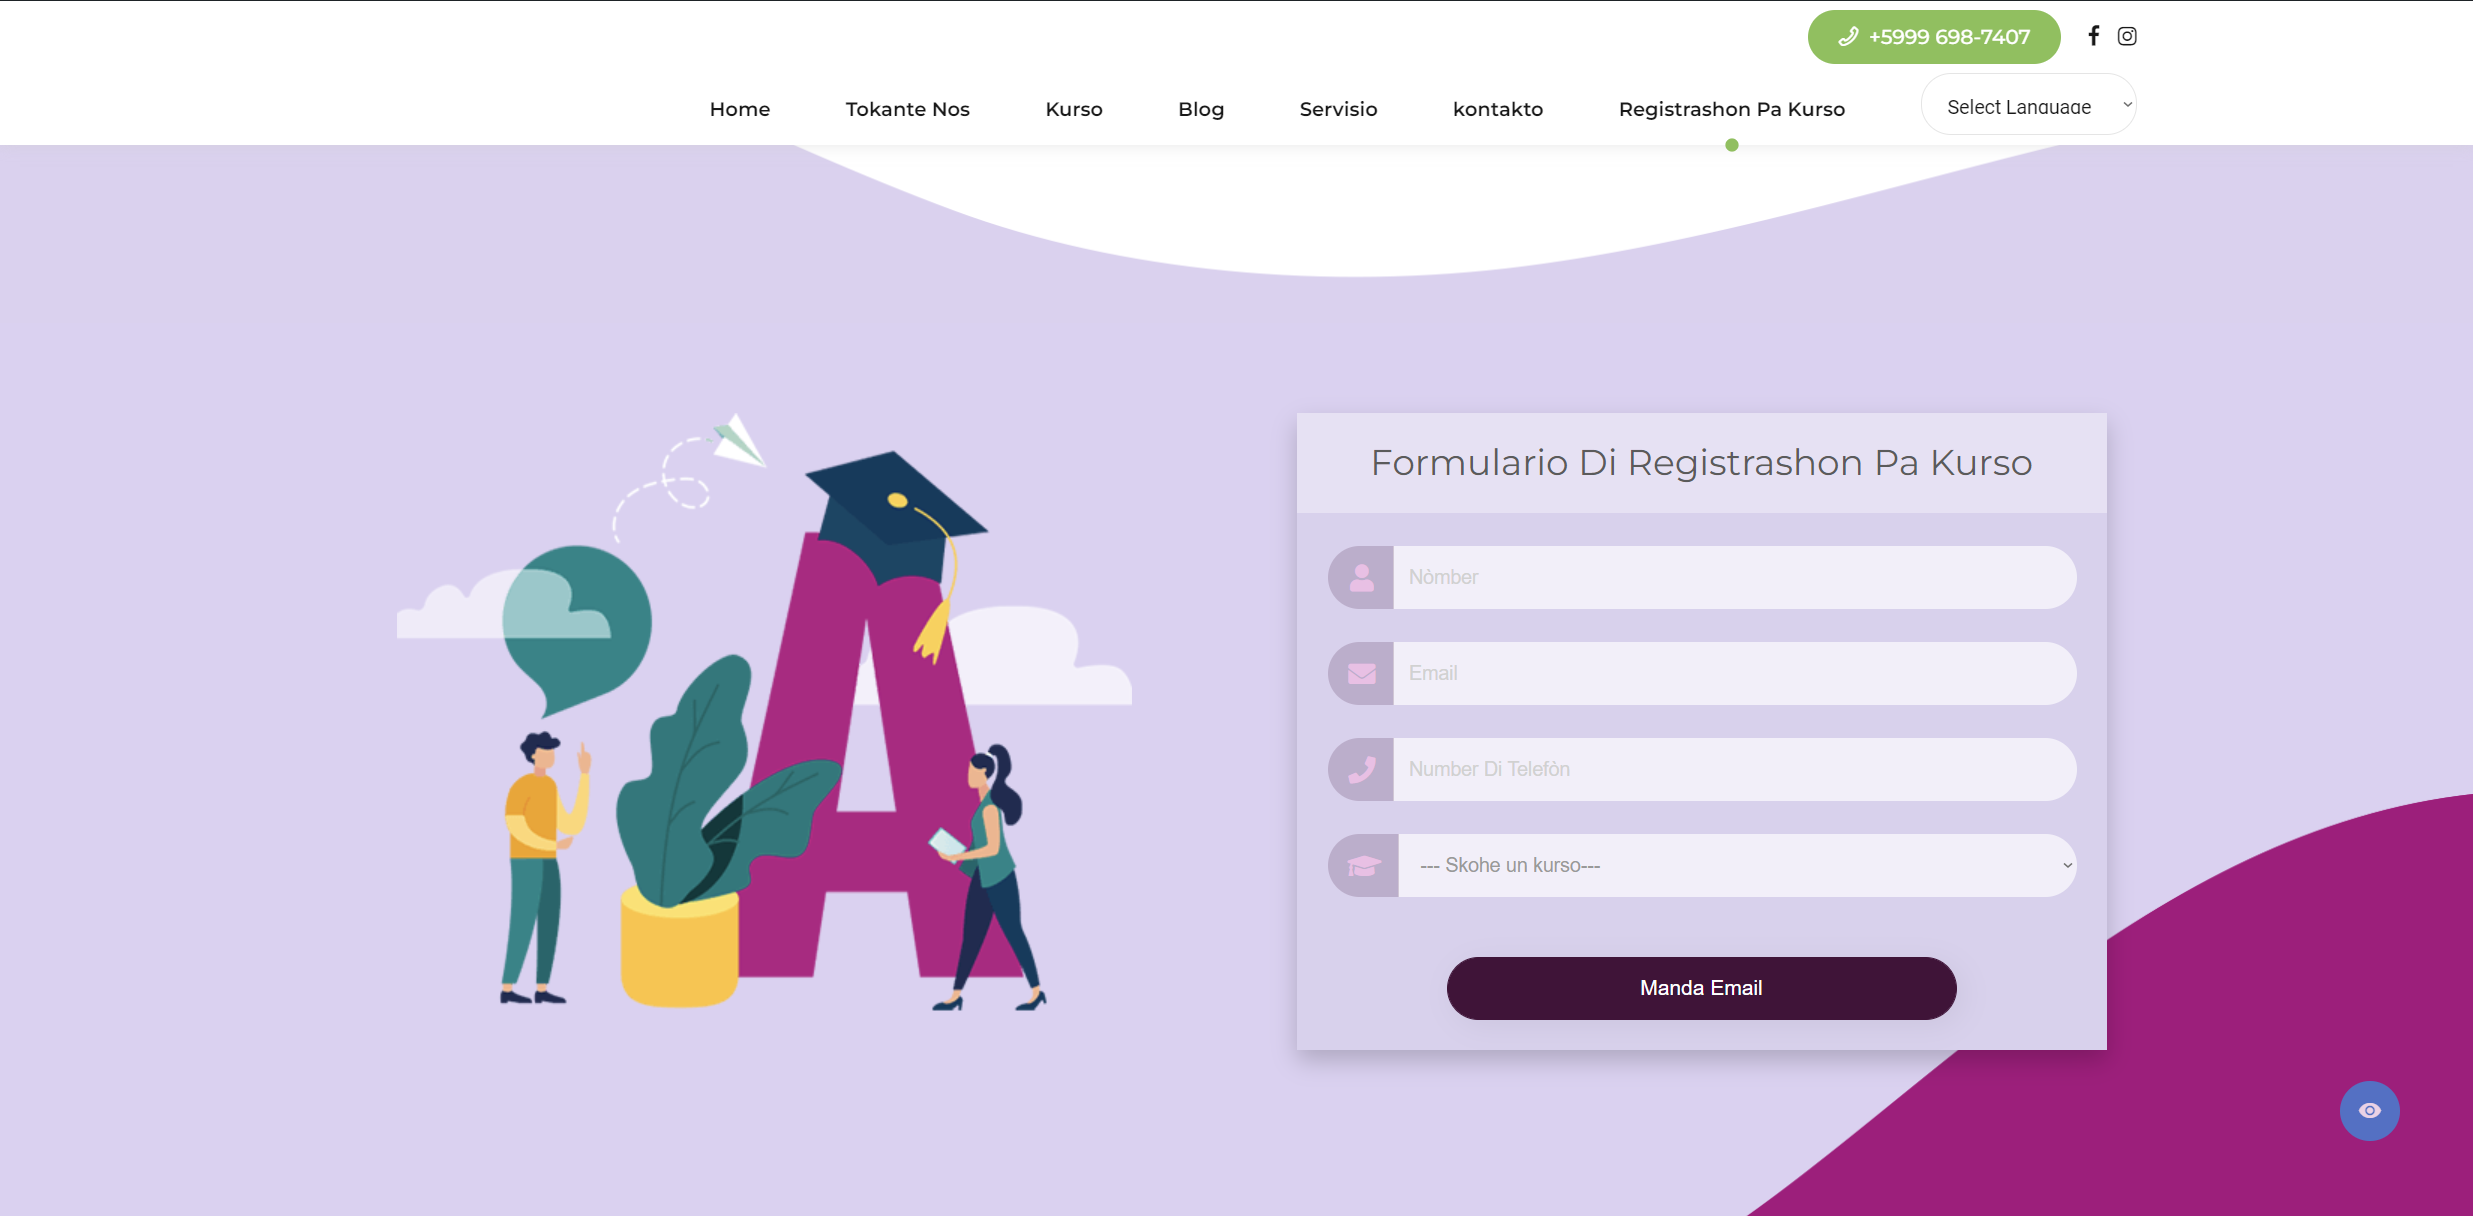 +5999 698-7407
Home Tokante Nos Kurso Blog Servisio kontakto Registrashon Pa Kurso Select Language
Formulario Di Registrashon Pa Kurso
Nòmber
Email
Number Di Telefòn
--- Skohe un kurso---
Manda Email
A